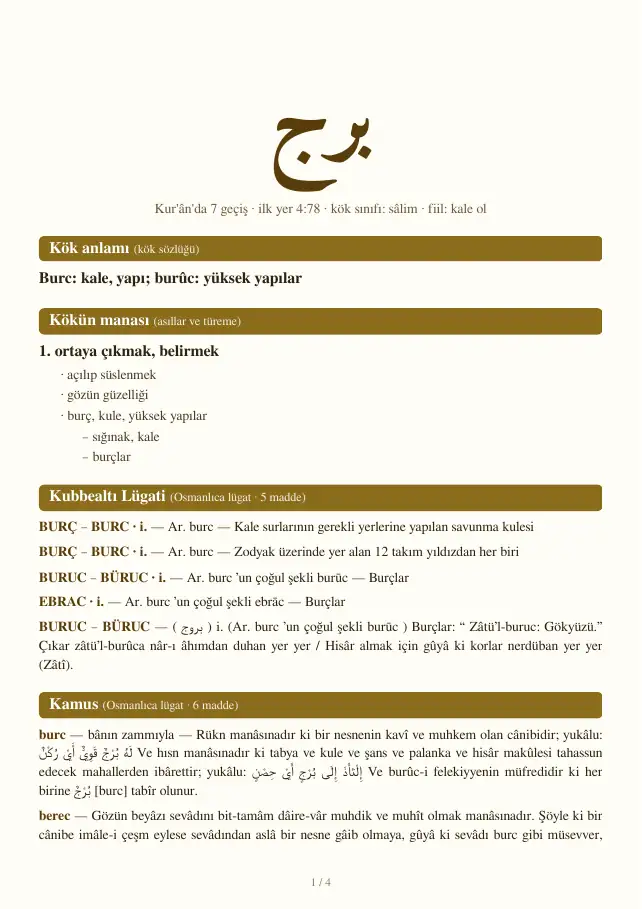 برج
Kur'ân'da 7 geçiş · ilk yer 4:78 · kök sınıfı: sâlim · fiil: kale ol
Kök anlamı (kök sözlüğü)
Burc: kale, yapı; burûc: yüksek yapılar
Kökün manası (asıllar ve türeme)
1. ortaya çıkmak, belirmek
· açılıp süslenmek
· gözün güzelliği
· burç, kule, yüksek yapılar
– sığınak, kale
– burçlar
Kubbealtı Lügati (Osmanlıca lügat · 5 madde)
BURÇ – BURC · i. — Ar. burc — Kale surlarının gerekli yerlerine yapılan savunma kulesi
BURÇ – BURC · i. — Ar. burc — Zodyak üzerinde yer alan 12 takım yıldızdan her biri
BURUC – BÜRUC · i. — Ar. burc 'un çoğul şekli burūc — Burçlar
EBRAC · i. — Ar. burc 'un çoğul şekli ebrāc — Burçlar
BURUC – BÜRUC — ( بروج ) i. (Ar. burc 'un çoğul şekli burūc ) Burçlar: “ Zâtü'l-buruc: Gökyüzü.”
Çıkar zâtü'l-burûca nâr-ı âhımdan duhan yer yer / Hisâr almak için gûyâ ki korlar nerdüban yer yer
(Zâtî).
Kamus (Osmanlıca lügat · 6 madde)
burc — bânın zammıyla — Rükn manâsınadır ki bir nesnenin kavî ve muhkem olan cânibidir; yukâlu:
لَهُ بُرْجٌ قَوِيٌّ أَيْ رُكْنٌ Ve hısn manâsınadır ki tabya ve kule ve şans ve palanka ve hisâr makûlesi tahassun
edecek mahallerden ibârettir; yukâlu: اِلْتَأَذَ إِلَى بُرْجٍ أَيْ حِصْنٍ Ve burûc-i felekiyyenin müfredidir ki her
birine بُرْجٌ [burc] tabîr olunur.
berec — Gözün beyâzı sevâdını bit-tamâm dâire-vâr muhdik ve muhît olmak manâsınadır. Şöyle ki bir
cânibe imâle-i çeşm eylese sevâdından aslâ bir nesne gâib olmaya, gûyâ ki sevâdı burc gibi müsevver,
1 / 4